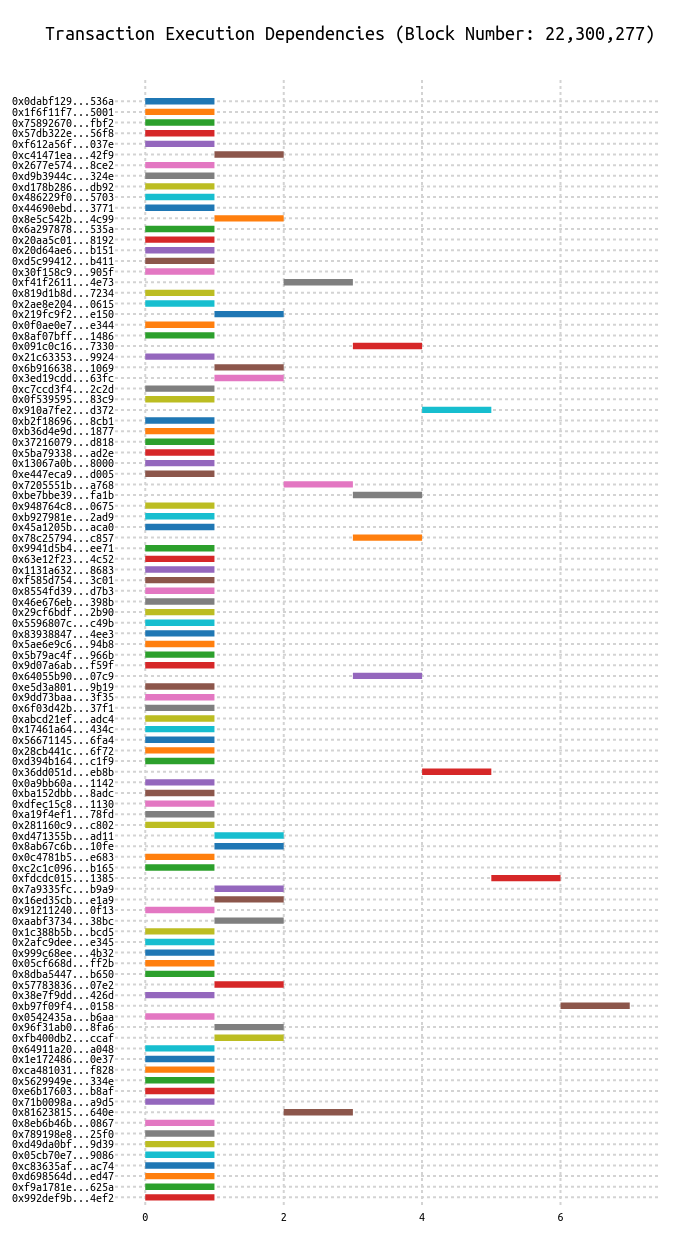 Transaction Execution Dependencies (Block Number: 22,300,277)
0x0dabf129...536a
0x1f6f11f7...5001
0x75892670...fbf2
0x57db322e...56f8
0xf612a56f...037e
0xc41471ea...42f9
0x2677e574...8ce2
0xd9b3944c...324e
0xd178b286...db92
0x486229f0...5703
0x44690ebd...3771
0x8e5c542b...4c99
0x6a297878...535a
0x20aa5c01...8192
0x20d64ae6...b151
0xd5c99412...b411
0x30f158c9...905f
0xf41f2611...4e73
0x819d1b8d...7234
0x2ae8e204...0615
0x219fc9f2...e150
0x0f0ae0e7...e344
0x8af07bff...1486
0x091c0c16...7330
0x21c63353...9924
0x6b916638...1069
0x3ed19cdd...63fc
0xc7ccd3f4...2c2d
0x0f539595...83c9
0x910a7fe2...d372
0xb2f18696...8cb1
0xb36d4e9d...1877
0x37216079...d818
0x5ba79338...ad2e
0x13067a0b...8000
0xe447eca9...d005
0x7205551b...a768
0xbe7bbe39...fa1b
0x948764c8...0675
0xb927981e...2ad9
0x45a1205b...aca0
0x78c25794...c857
0x9941d5b4...ee71
0x63e12f23...4c52
0x1131a632...8683
0xf585d754...3c01
0x8554fd39...d7b3
0x46e676eb...398b
0x29cf6bdf...2b90
0x5596807c...c49b
0x83938847...4ee3
0x5ae6e9c6...94b8
0x5b79ac4f...966b
0x9d07a6ab...f59f
0x64055b90...07c9
0xe5d3a801...9b19
0x9dd73baa...3f35
0x6f03d42b...37f1
0xabcd21ef...adc4
0x17461a64...434c
0x56671145...6fa4
0x28cb441c...6f72
0xd394b164...c1f9
0x36dd051d...eb8b
0x0a9bb60a...1142
0xba152dbb...8adc
0xdfec15c8...1130
0xa19f4ef1...78fd
0x281160c9...c802
0xd471355b...ad11
0x8ab67c6b...10fe
0x0c4781b5...e683
0xc2c1c096...b165
0xfdcdc015...1385
0x7a9335fc...b9a9
0x16ed35cb...e1a9
0x91211240...0f13
0xaabf3734...38bc
0x1c388b5b...bcd5
0x2afc9dee...e345
0x999c68ee...4b32
0x05cf668d...ff2b
0x8dba5447...b650
0x57783836...07e2
0x38e7f9dd...426d
0xb97f09f4...0158
0x0542435a...b6aa
0x96f31ab0...8fa6
0xfb400db2...ccaf
0x64911a20...a048
0x1e172486...0e37
0xca481031...f828
0x5629949e...334e
0xe6b17603...b8af
0x71b0098a...a9d5
0x81623815...640e
0x8eb6b46b...0867
0x789198e8...25f0
0xd49da0bf...9d39
0x05cb70e7...9086
0xc83635af...ac74
0xd698564d...ed47
0xf9a1781e...625a
0x992def9b...4ef2
0 2 4 6